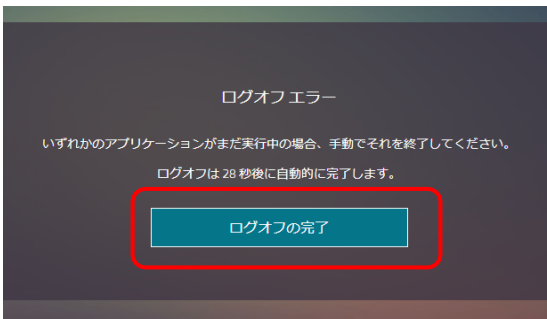 ログオフ エラー
いずれかのアプリケーションがまだ実行中の場合、手動でそれを終了してください。
ログオフは 28 秒後に自動的に完了します。
ログオフの完了